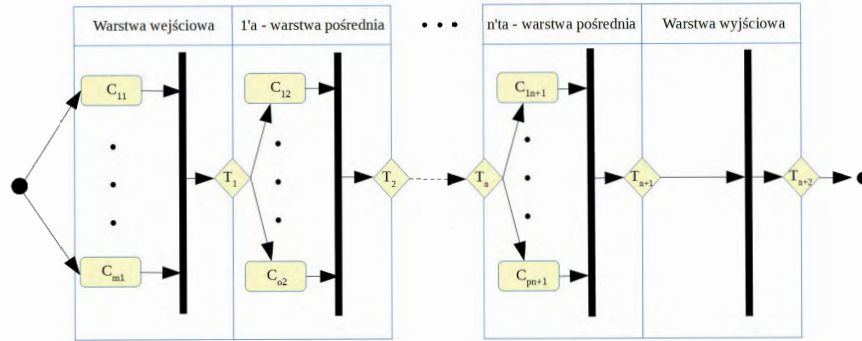 Warstwa wejściowa
1'a - warstwa pośrednia
• • •
n'ta - warstwa pośrednia
Warstwa wyjściowa
C11
C12
C1n+1
T1
T2
Tn
Tn+1
Tn+2
Cm1
Co2
Cpn+1